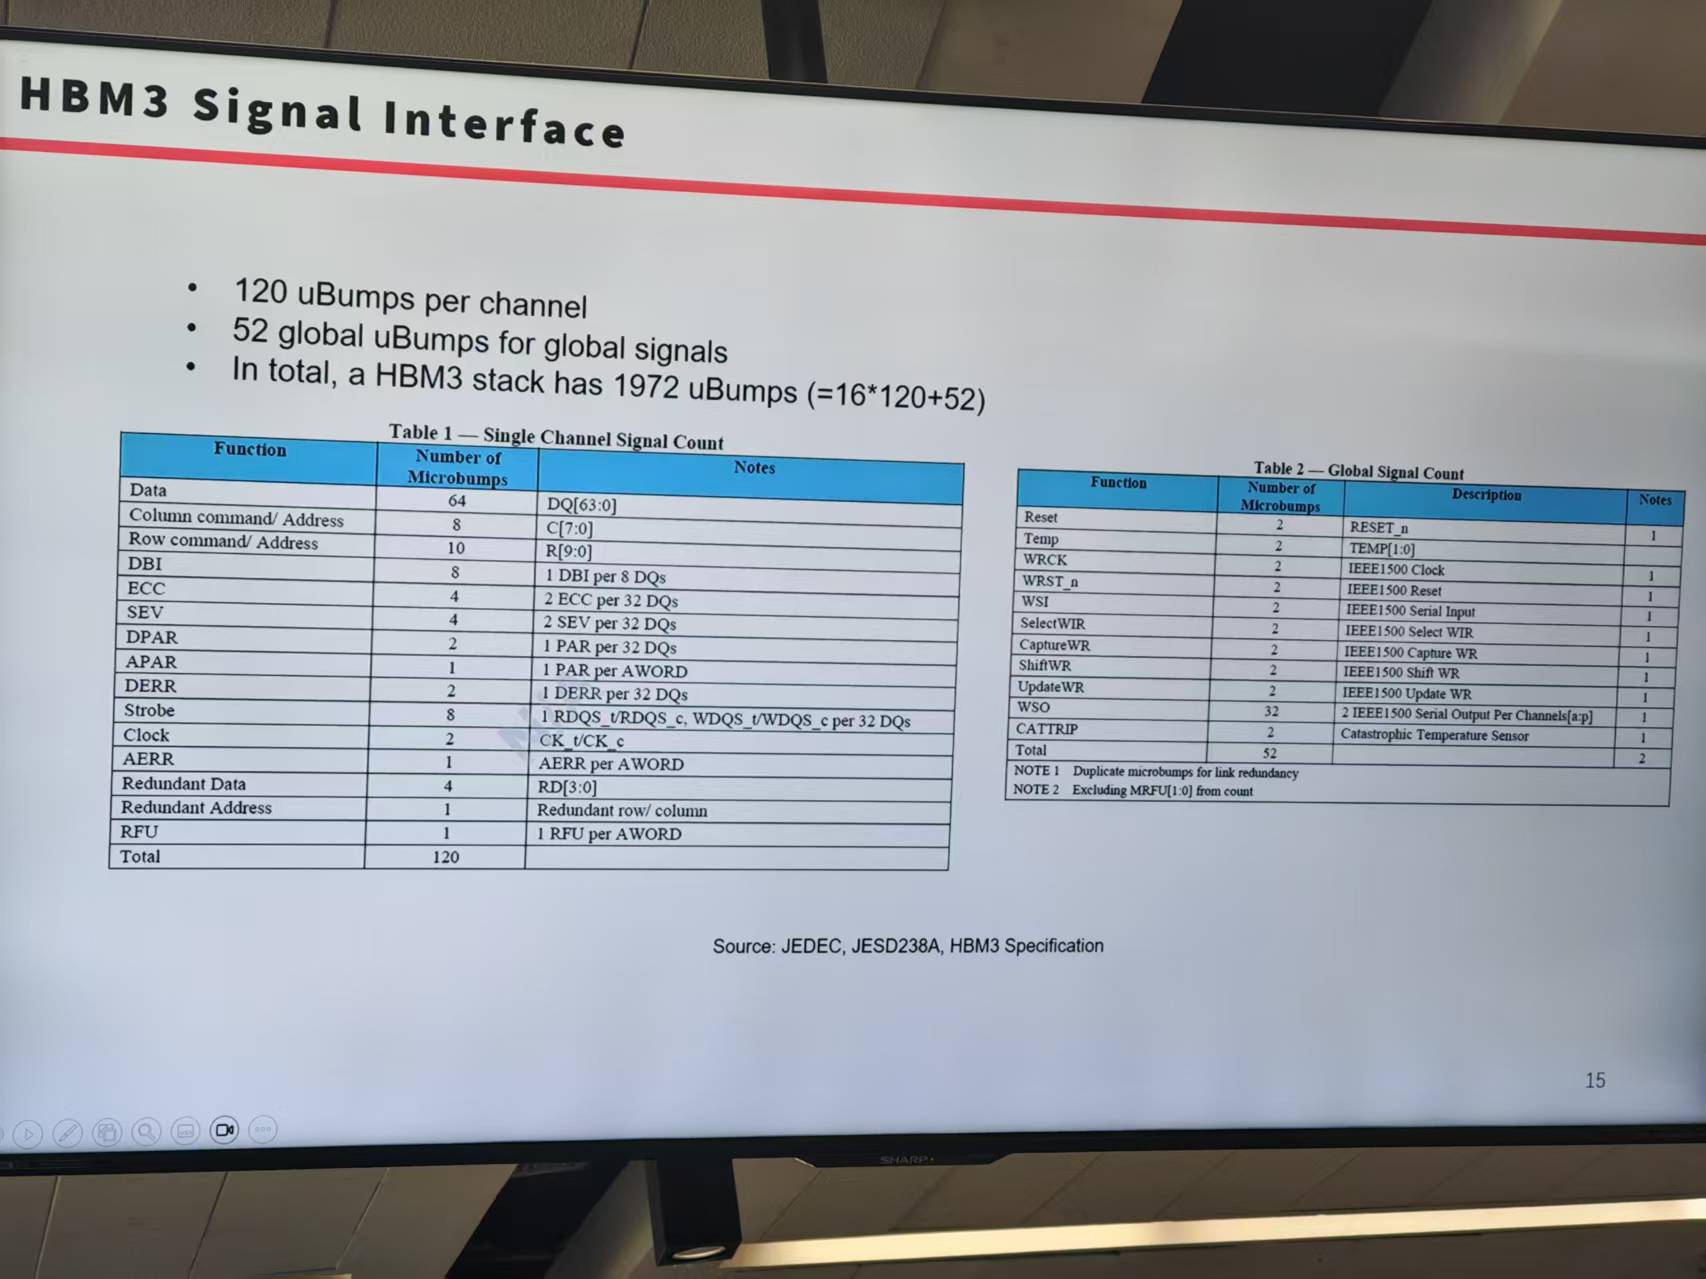 HBM3 Signal Interface
• 120 uBumps per channel
• 52 global uBumps for global signals
• In total, a HBM3 stack has 1972 uBumps (=16*120+52)
Table 1 — Single Channel Signal Count
Function Number of Microbumps Notes
Data 64 DQ[63:0]
Column command/ Address 8 C[7:0]
Row command/ Address 10 R[9:0]
DBI 8 1 DBI per 8 DQs
ECC 4 2 ECC per 32 DQs
SEV 4 2 SEV per 32 DQs
DPAR 2 1 PAR per 32 DQs
APAR 1 1 PAR per AWORD
DERR 2 1 DERR per 32 DQs
Strobe 8 1 RDQS_t/RDQS_c, WDQS_t/WDQS_c per 32 DQs
Clock 2 CK_t/CK_c
AERR 1 AERR per AWORD
Redundant Data 4 RD[3:0]
Redundant Address 1 Redundant row/ column
RFU 1 1 RFU per AWORD
Total 120
Table 2 — Global Signal Count
Function Number of Microbumps Description Notes
Reset 2 RESET_n 1
Temp 2 TEMP[1:0]
WRCK 2 IEEE1500 Clock 1
WRST_n 2 IEEE1500 Reset 1
WSI 2 IEEE1500 Serial Input 1
SelectWIR 2 IEEE1500 Select WIR 1
CaptureWR 2 IEEE1500 Capture WR 1
ShiftWR 2 IEEE1500 Shift WR 1
UpdateWR 2 IEEE1500 Update WR 1
WSO 32 2 IEEE1500 Serial Output Per Channels[a:p] 1
CATTRIP 2 Catastrophic Temperature Sensor 1
Total 52 2
NOTE 1 Duplicate microbumps for link redundancy
NOTE 2 Excluding MRFU[1:0] from count
Source: JEDEC, JESD238A, HBM3 Specification
15
SHARP